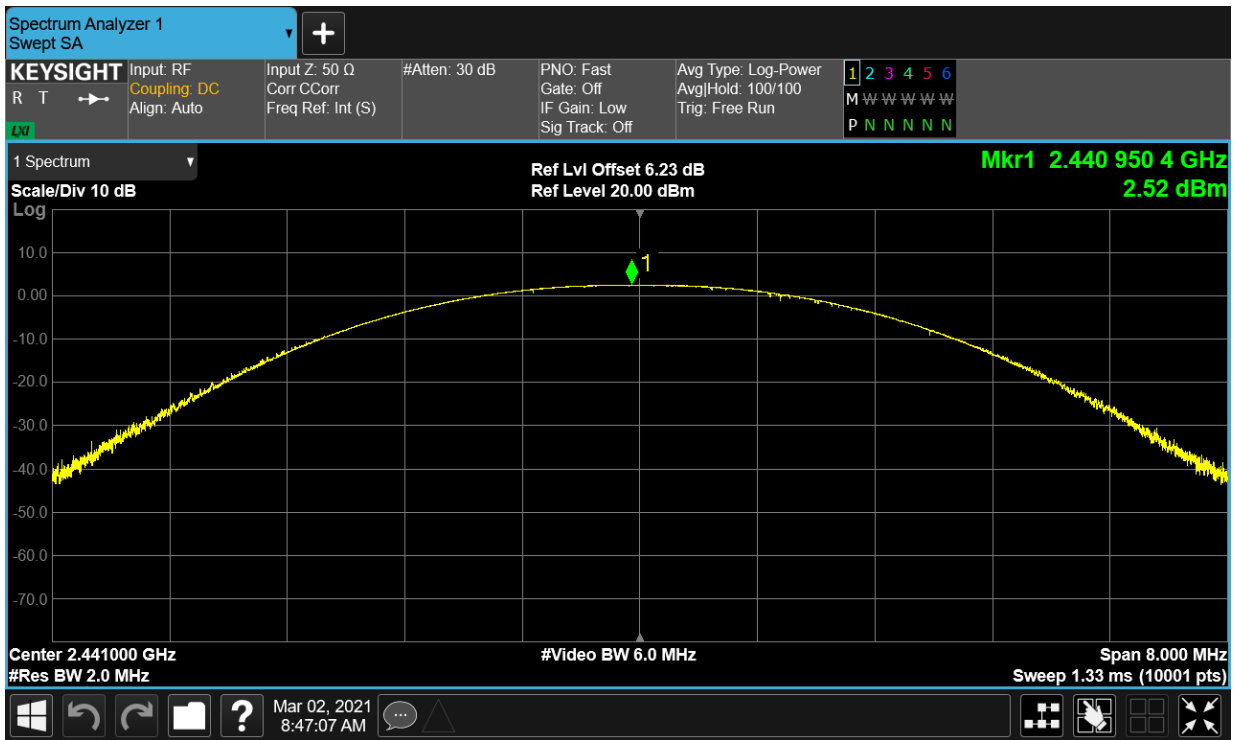 Spectrum Analyzer 1
Swept SA
KEYSIGHT
R T
LXI
Input: RF
Coupling: DC
Align: Auto
Input Z: 50 Ω
Corr CCorr
Freq Ref: Int (S)
#Atten: 30 dB
PNO: Fast
Gate: Off
IF Gain: Low
Sig Track: Off
Avg Type: Log-Power
Avg|Hold: 100/100
Trig: Free Run
1 2 3 4 5 6
M W W W W W
P N N N N N
1 Spectrum
Scale/Div 10 dB
Log
Ref Lvl Offset 6.23 dB
Ref Level 20.00 dBm
Mkr1 2.440 950 4 GHz
2.52 dBm
1
10.0
0.00
-10.0
-20.0
-30.0
-40.0
-50.0
-60.0
-70.0
Center 2.441000 GHz
#Res BW 2.0 MHz
#Video BW 6.0 MHz
Span 8.000 MHz
Sweep 1.33 ms (10001 pts)
?
Mar 02, 2021
8:47:07 AM